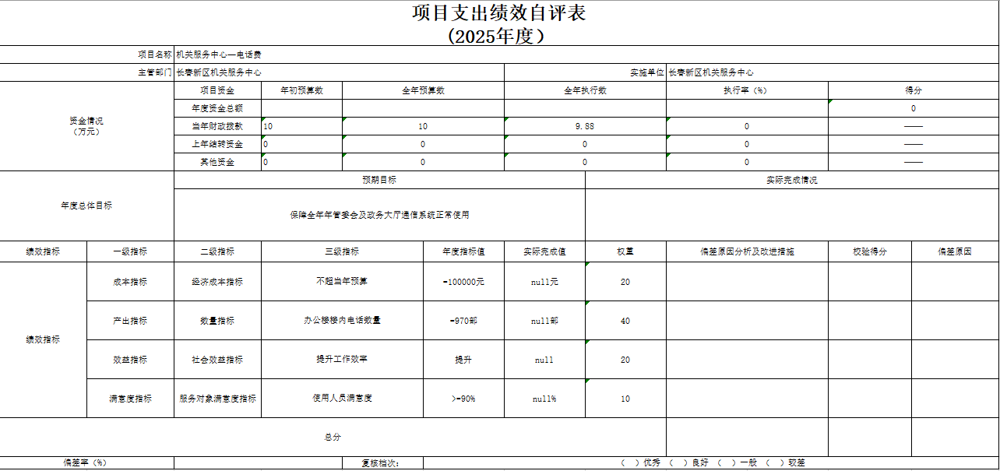 项目支出绩效自评表
(2025年度）
项目名称 机关服务中心—电话费
主管部门 长春新区机关服务中心 实施单位 长春新区机关服务中心
资金情况
（万元）
项目资金 年初预算数 全年预算数 全年执行数 执行率（%） 得分
年度资金总额 0
当年财政拨款 10 10 9.88 0 ——
上年结转资金 0 0 0 0 ——
其他资金 0 0 0 0 ——
年度总体目标
预期目标 实际完成情况
保障全年年管委会及政务大厅通信系统正常使用
绩效指标 一级指标 二级指标 三级指标 年度指标值 实际完成值 权重 偏差原因分析及改进措施 校验得分 偏差原因
绩效指标
成本指标 经济成本指标 不超当年预算 =100000元 null元 20
产出指标 数量指标 办公楼楼内电话数量 =970部 null部 40
效益指标 社会效益指标 提升工作效率 提升 null 20
满意度指标 服务对象满意度指标 使用人员满意度 >=90% null% 10
总分
偏差率（%） 复核档次： （ ）优秀 （ ）良好 （ ）一般 （ ）较差